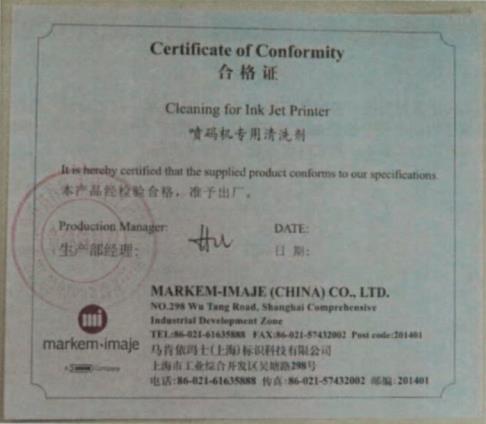 Certificate of Conformity
合格证
Cleaning for Ink Jet Printer
喷码机专用清洗剂
It is hereby certified that the supplied product conforms to our specifications.
本产品经检验合格，准予出厂。
Production Manager:
DATE:
生产部经理:
日 期:
MARKEM-IMAJE (CHINA) CO., LTD.
NO.298 Wu Tang Road, Shanghai Comprehensive
Industrial Development Zone
TEL:86-021-61635888 FAX:86-021-57432002 Post code:201401
马肯依玛士(上海)标识科技有限公司
上海市工业综合开发区吴塘路298号
电话:86-021-61635888 传真:86-021-57432002 邮编:201401
mi
markem-imaje
A DOVER Company